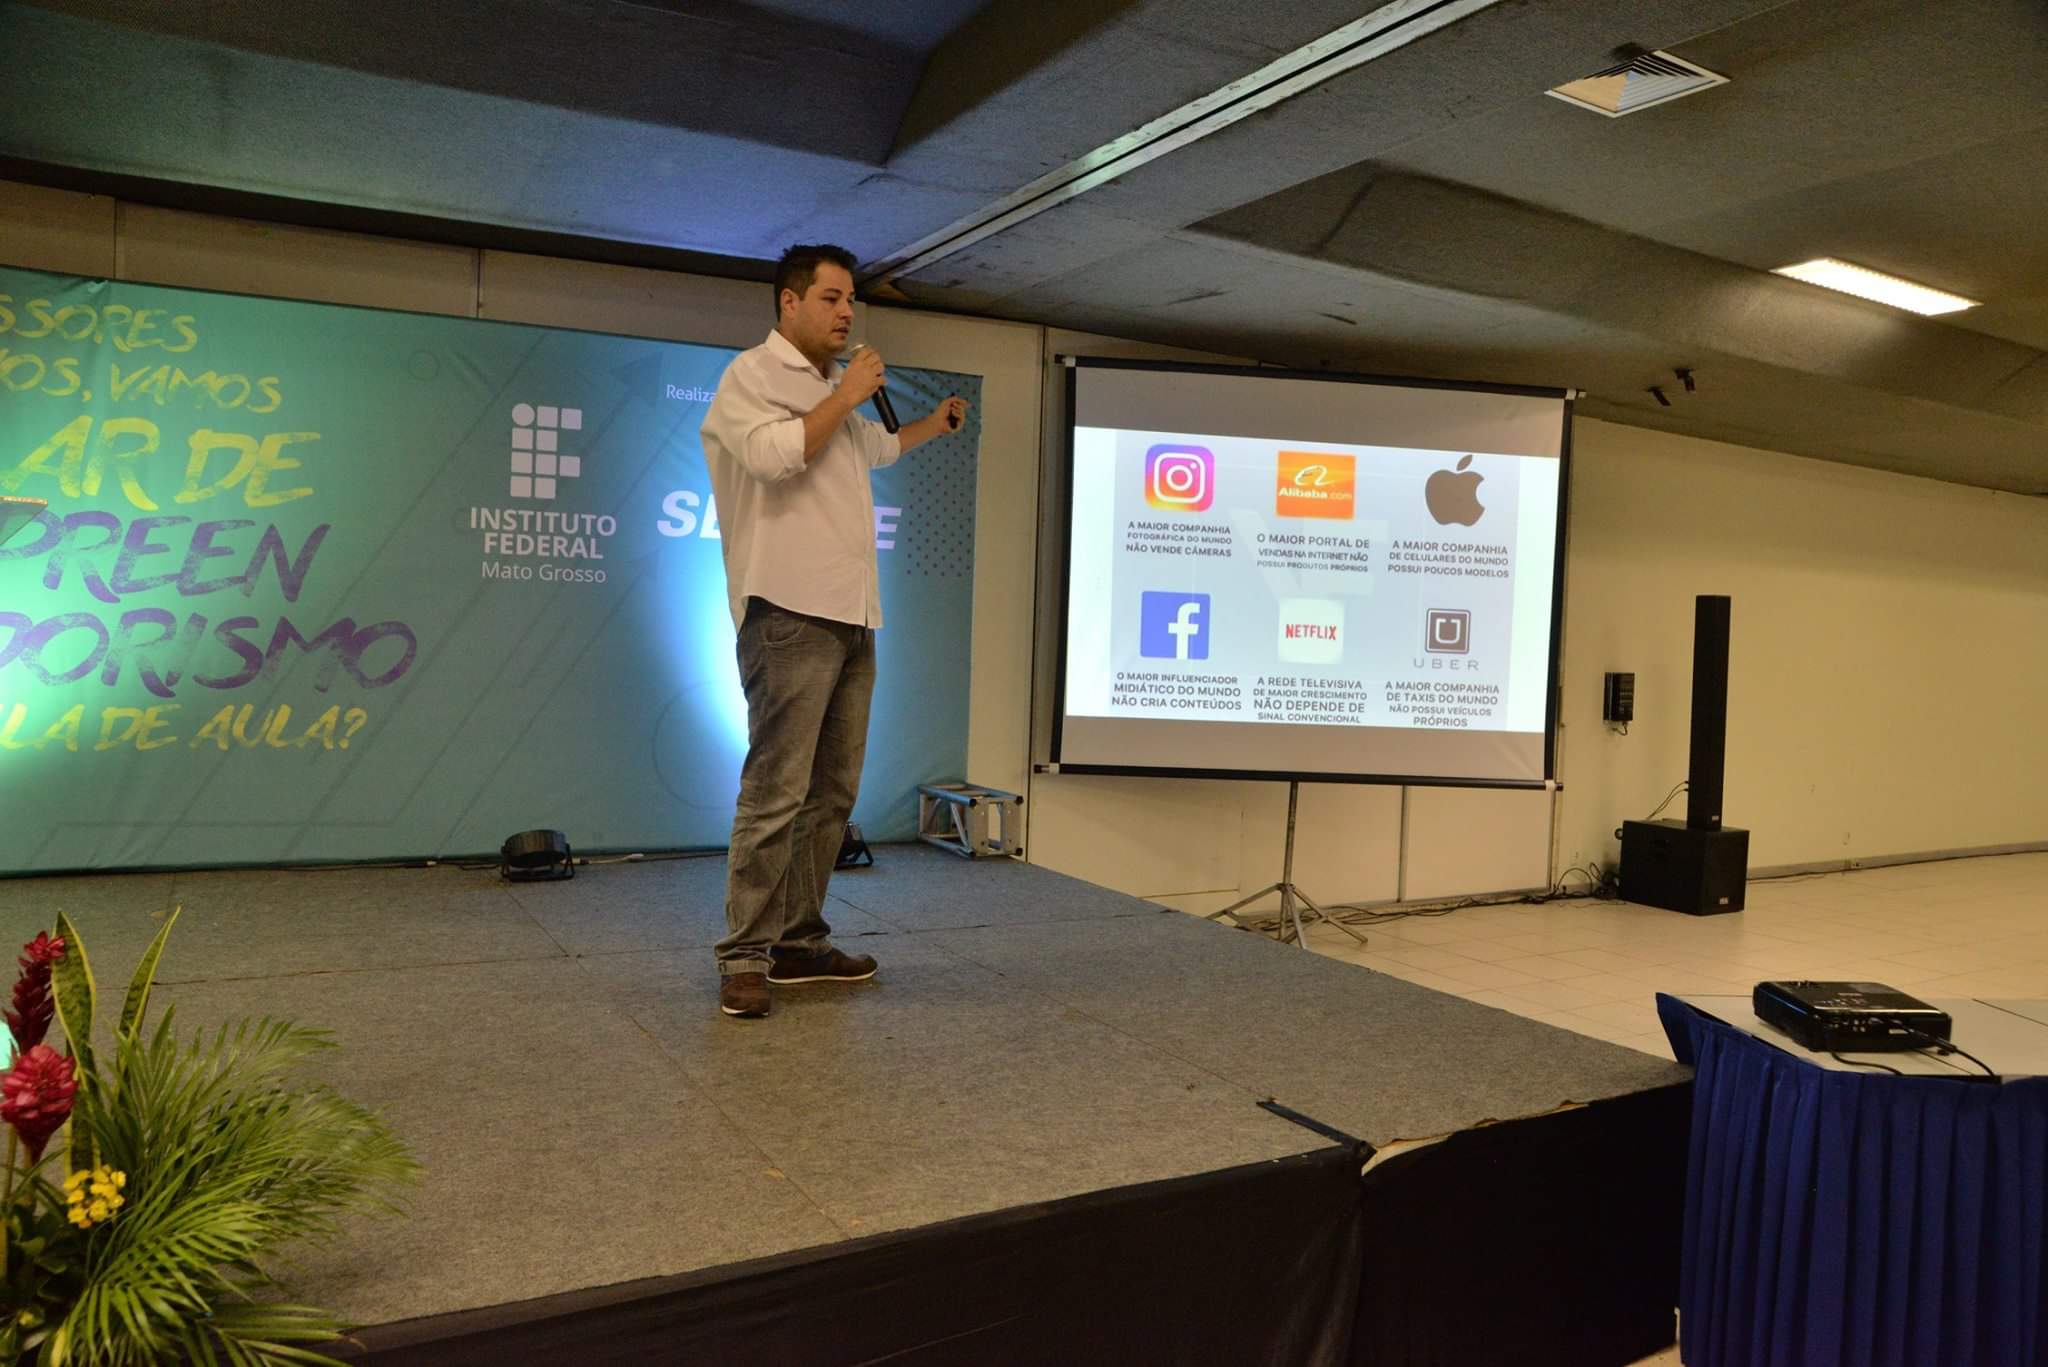 SSORES
OS, VAMOS
AR DE
PREEN
DORISMO
LA DE AULA?
INSTITUTO
FEDERAL
Mato Grosso
Realiza
SE
E
A MAIOR COMPANHIA
FOTOGRÁFICA DO MUNDO
NÃO VENDE CÂMERAS
Alibaba.com
O MAIOR PORTAL DE
VENDAS NA INTERNET NÃO
POSSUI PRODUTOS PRÓPRIOS
A MAIOR COMPANHIA
DE CELULARES DO MUNDO
POSSUI POUCOS MODELOS
f
O MAIOR INFLUENCIADOR
MIDIÁTICO DO MUNDO
NÃO CRIA CONTEÚDOS
NETFLIX
A REDE TELEVISIVA
DE MAIOR CRESCIMENTO
NÃO DEPENDE DE
SINAL CONVENCIONAL
U
UBER
A MAIOR COMPANHIA
DE TAXIS DO MUNDO
NÃO POSSUI VEÍCULOS
PRÓPRIOS